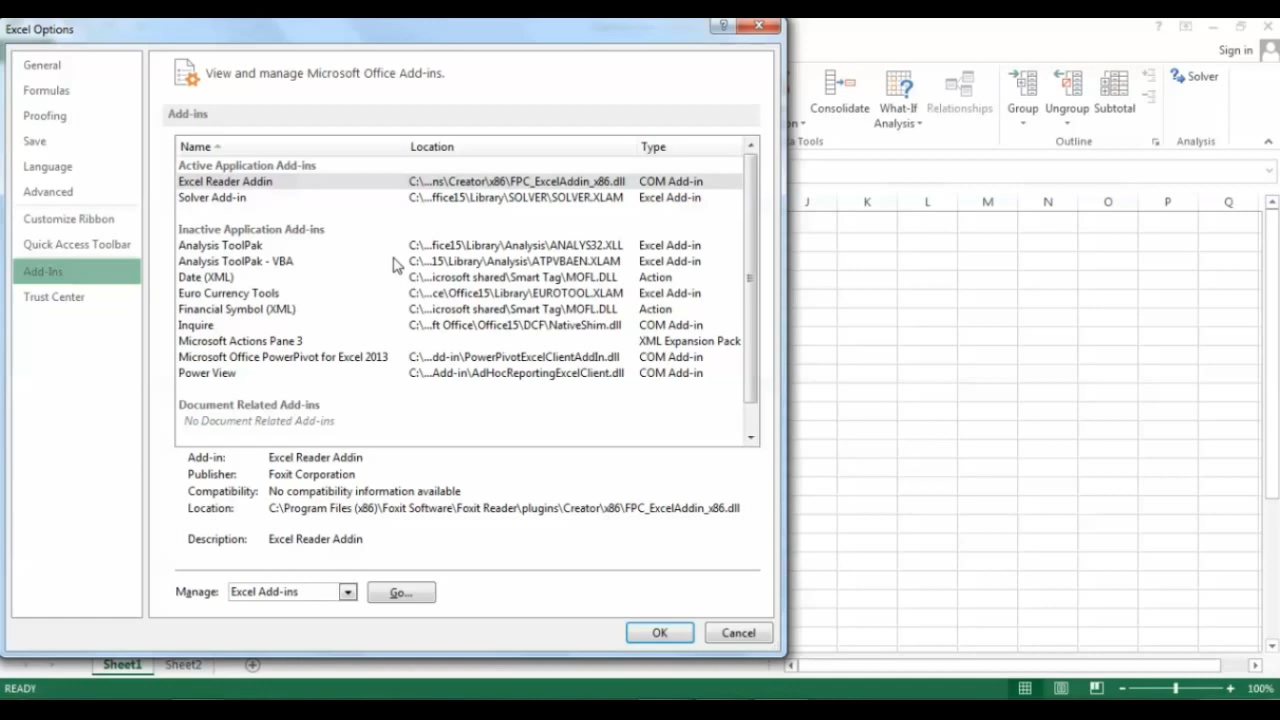 Excel Options
General
Formulas
Proofing
Save
Language
Advanced
Customize Ribbon
Quick Access Toolbar
Add-Ins
Trust Center
View and manage Microsoft Office Add-ins.
Add-ins
Name Location Type
Active Application Add-ins
Excel Reader Addin C:\...ns\Creator\x86\FPC_ExcelAddin_x86.dll COM Add-in
Solver Add-in C:\...ffice15\Library\SOLVER\SOLVER.XLAM Excel Add-in
Inactive Application Add-ins
Analysis ToolPak C:\...fice15\Library\Analysis\ANALYS32.XLL Excel Add-in
Analysis ToolPak - VBA C:\...15\Library\Analysis\ATPVBAEN.XLAM Excel Add-in
Date (XML) C:\...icrosoft shared\Smart Tag\MOFL.DLL Action
Euro Currency Tools C:\...ce\Office15\Library\EUROTOOL.XLAM Excel Add-in
Financial Symbol (XML) C:\...icrosoft shared\Smart Tag\MOFL.DLL Action
Inquire C:\...ft Office\Office15\DCF\NativeShim.dll COM Add-in
Microsoft Actions Pane 3 XML Expansion Pack
Microsoft Office PowerPivot for Excel 2013 C:\...dd-in\PowerPivotExcelClientAddIn.dll COM Add-in
Power View C:\...Add-in\AdHocReportingExcelClient.dll COM Add-in
Document Related Add-ins
No Document Related Add-ins
Add-in: Excel Reader Addin
Publisher: Foxit Corporation
Compatibility: No compatibility information available
Location: C:\Program Files (x86)\Foxit Software\Foxit Reader\plugins\Creator\x86\FPC_ExcelAddin_x86.dll
Description: Excel Reader Addin
Manage: Excel Add-ins Go...
OK Cancel
Sign in
Consolidate What-If Analysis Relationships Group Ungroup Subtotal Solver
a Tools Outline Analysis
J K L M N O P Q
Sheet1 Sheet2
READY 100%